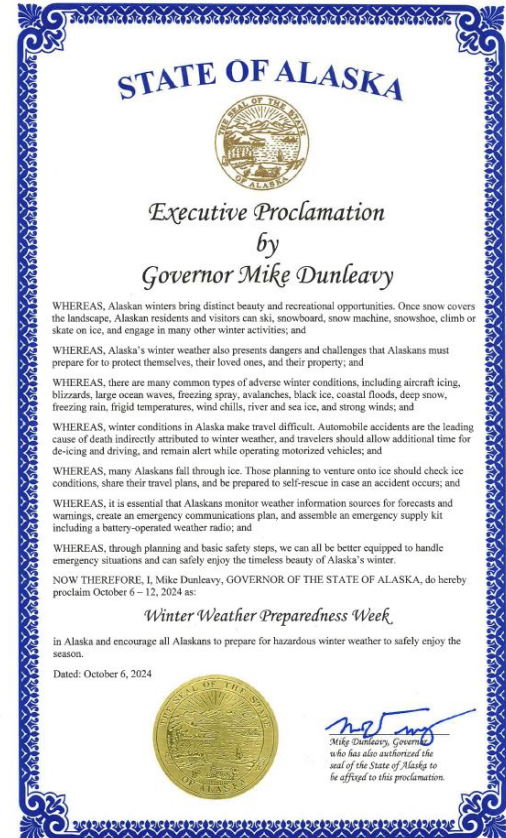 STATE OF ALASKA
THE SEAL OF THE STATE
OF ALASKA
Executive Proclamation
by
Governor Mike Dunleavy
WHEREAS, Alaskan winters bring distinct beauty and recreational opportunities. Once snow covers
the landscape, Alaskan residents and visitors can ski, snowboard, snow machine, snowshoe, climb or
skate on ice, and engage in many other winter activities; and
WHEREAS, Alaska's winter weather also presents dangers and challenges that Alaskans must
prepare for to protect themselves, their loved ones, and their property; and
WHEREAS, there are many common types of adverse winter conditions, including aircraft icing,
blizzards, large ocean waves, freezing spray, avalanches, black ice, coastal floods, deep snow,
freezing rain, frigid temperatures, wind chills, river and sea ice, and strong winds; and
WHEREAS, winter conditions in Alaska make travel difficult. Automobile accidents are the leading
cause of death indirectly attributed to winter weather, and travelers should allow additional time for
de-icing and driving, and remain alert while operating motorized vehicles; and
WHEREAS, many Alaskans fall through ice. Those planning to venture onto ice should check ice
conditions, share their travel plans, and be prepared to self-rescue in case an accident occurs; and
WHEREAS, it is essential that Alaskans monitor weather information sources for forecasts and
warnings, create an emergency communications plan, and assemble an emergency supply kit
including a battery-operated weather radio; and
WHEREAS, through planning and basic safety steps, we can all be better equipped to handle
emergency situations and can safely enjoy the timeless beauty of Alaska's winter.
NOW THEREFORE, I, Mike Dunleavy, GOVERNOR OF THE STATE OF ALASKA, do hereby
proclaim October 6 – 12, 2024 as:
Winter Weather Preparedness Week
in Alaska and encourage all Alaskans to prepare for hazardous winter weather to safely enjoy the
season.
Dated: October 6, 2024
THE SEAL OF THE STATE
OF ALASKA
Mike Dunleavy, Governor
who has also authorized the
seal of the State of Alaska to
be affixed to this proclamation.